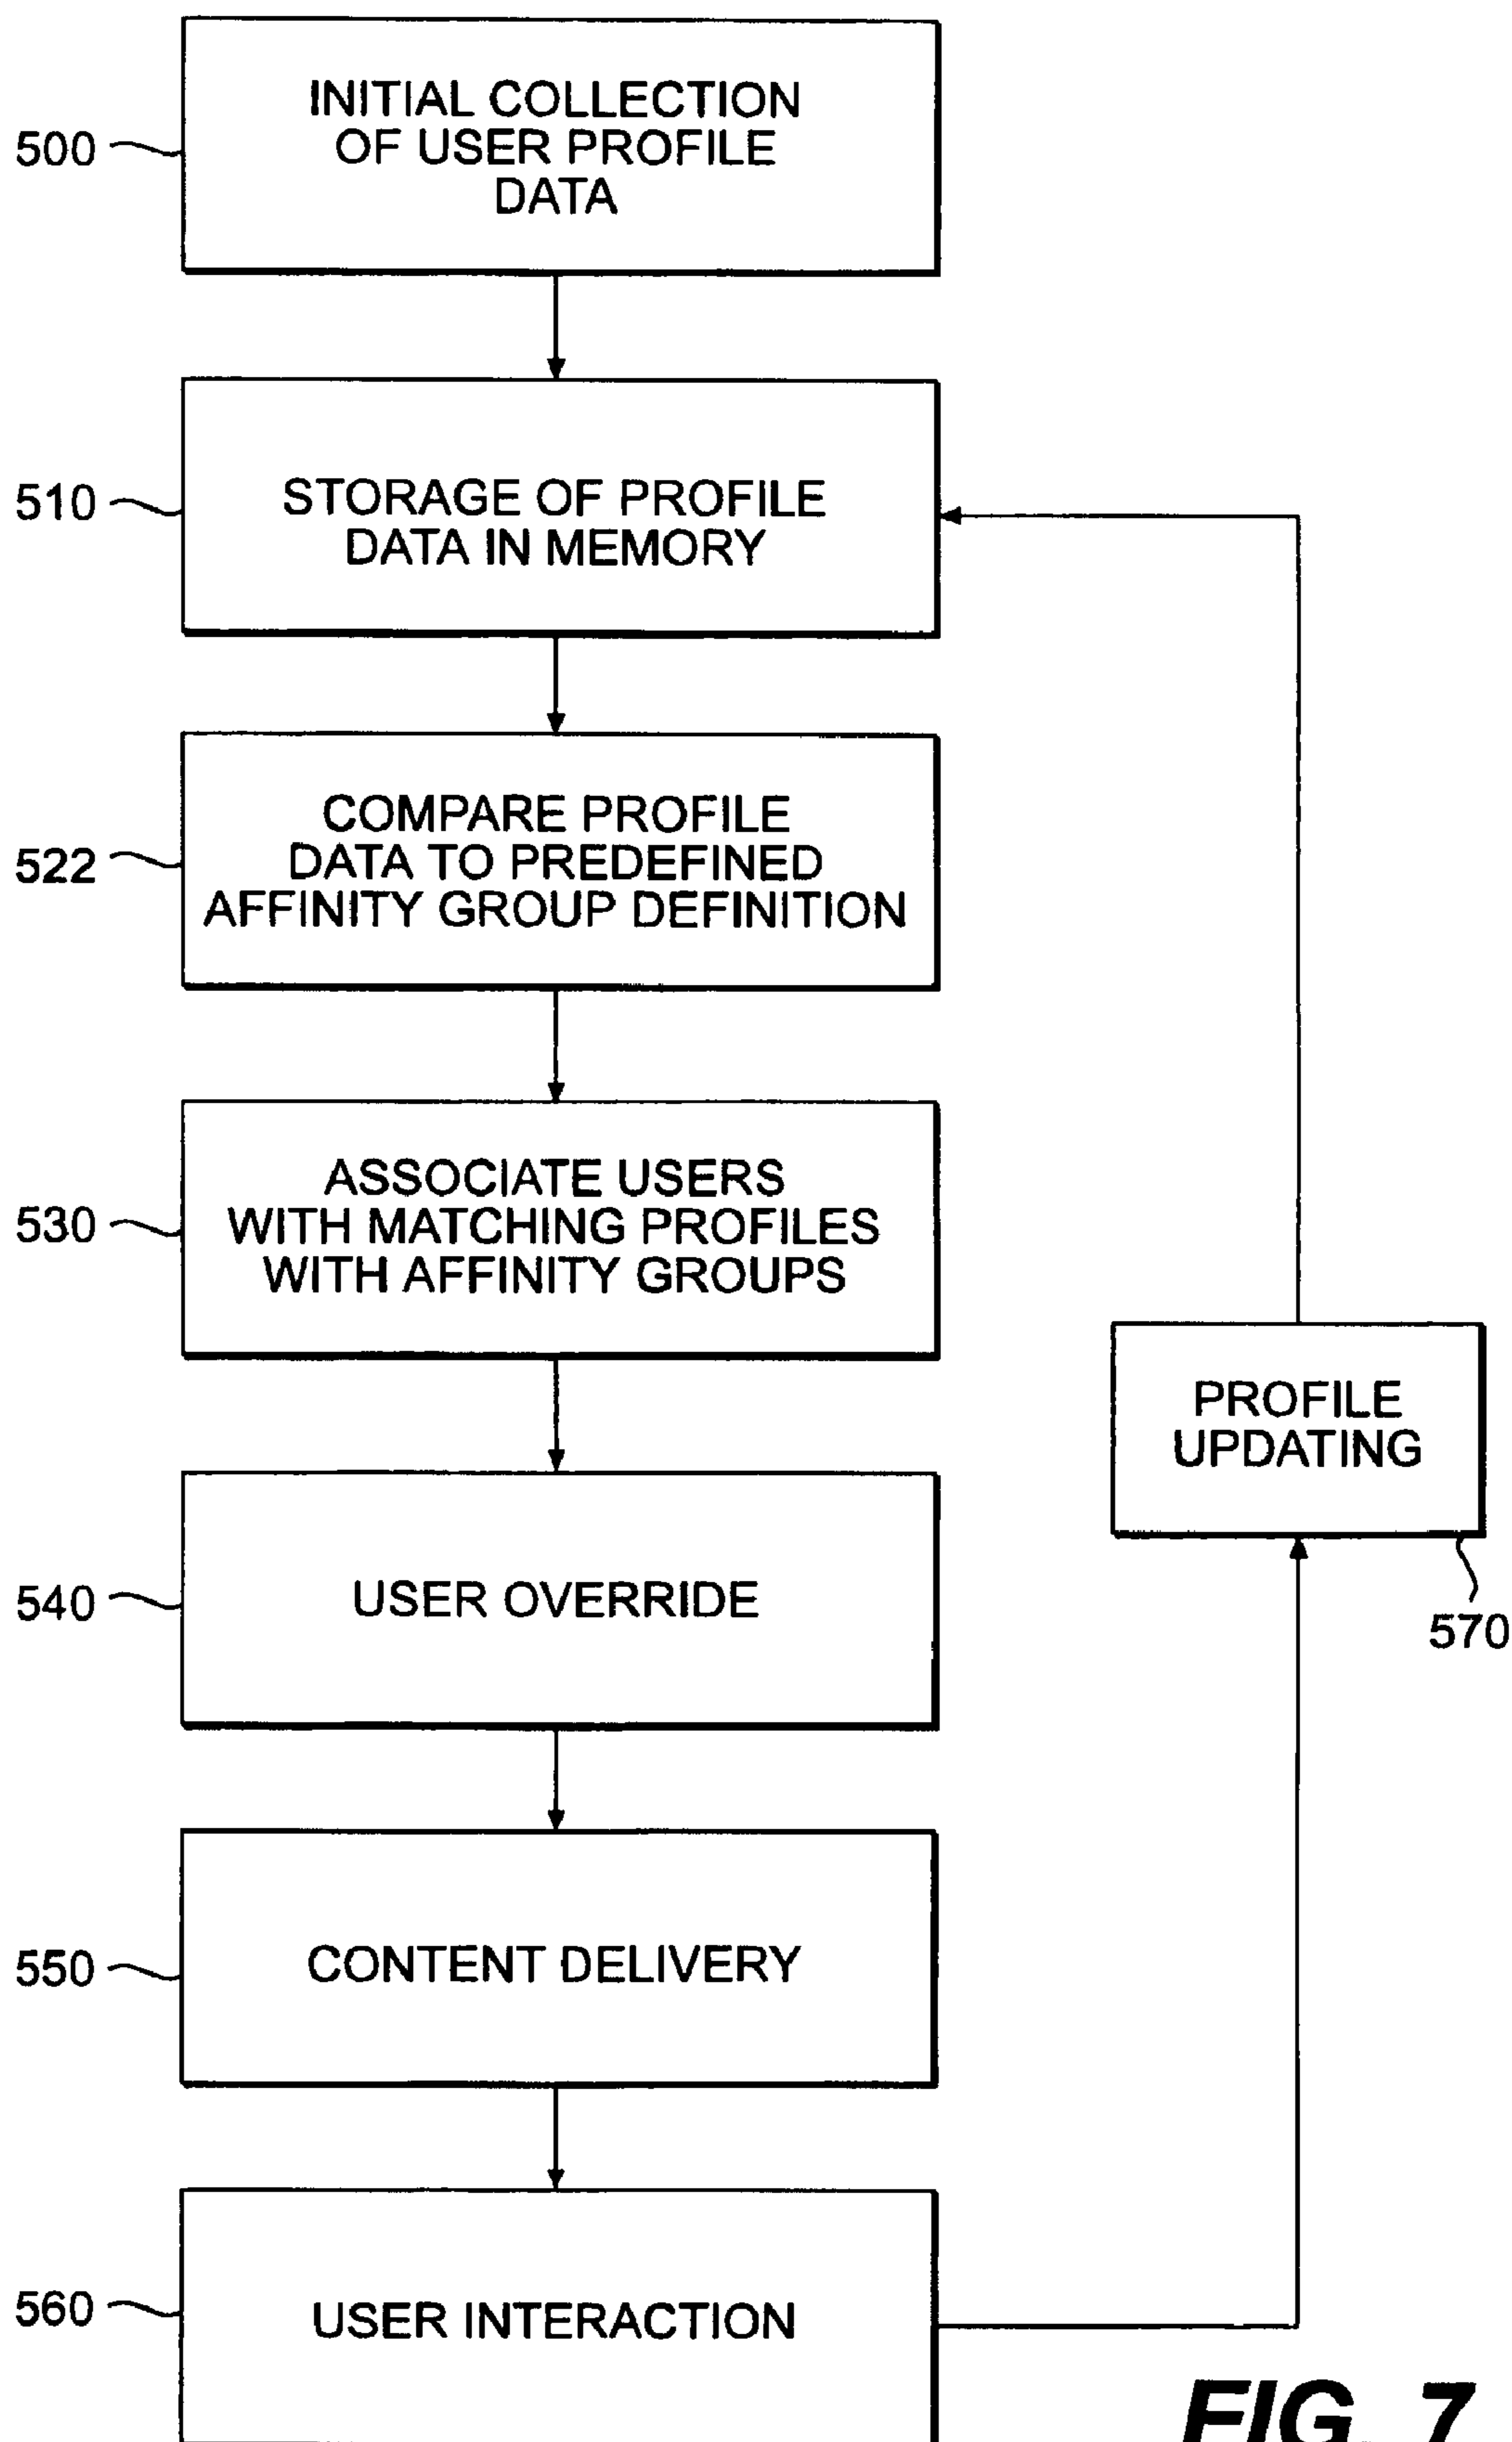 500
INITIAL COLLECTION
OF USER PROFILE
DATA
510
STORAGE OF PROFILE
DATA IN MEMORY
522
COMPARE PROFILE
DATA TO PREDEFINED
AFFINITY GROUP DEFINITION
530
ASSOCIATE USERS
WITH MATCHING PROFILES
WITH AFFINITY GROUPS
PROFILE
UPDATING
570
540
USER OVERRIDE
550
CONTENT DELIVERY
560
USER INTERACTION
FIG. 7